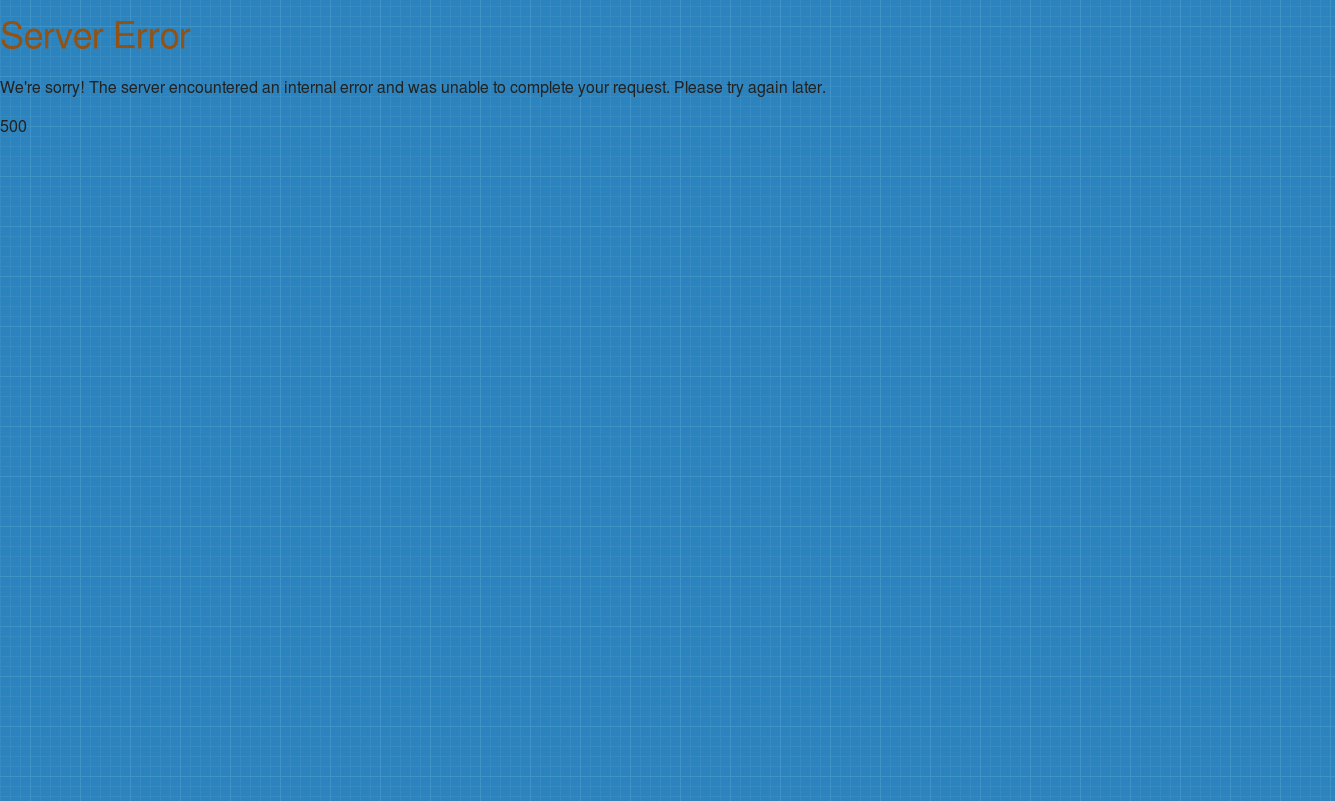 Server Error
We're sorry! The server encountered an internal error and was unable to complete your request. Please try again later.
500